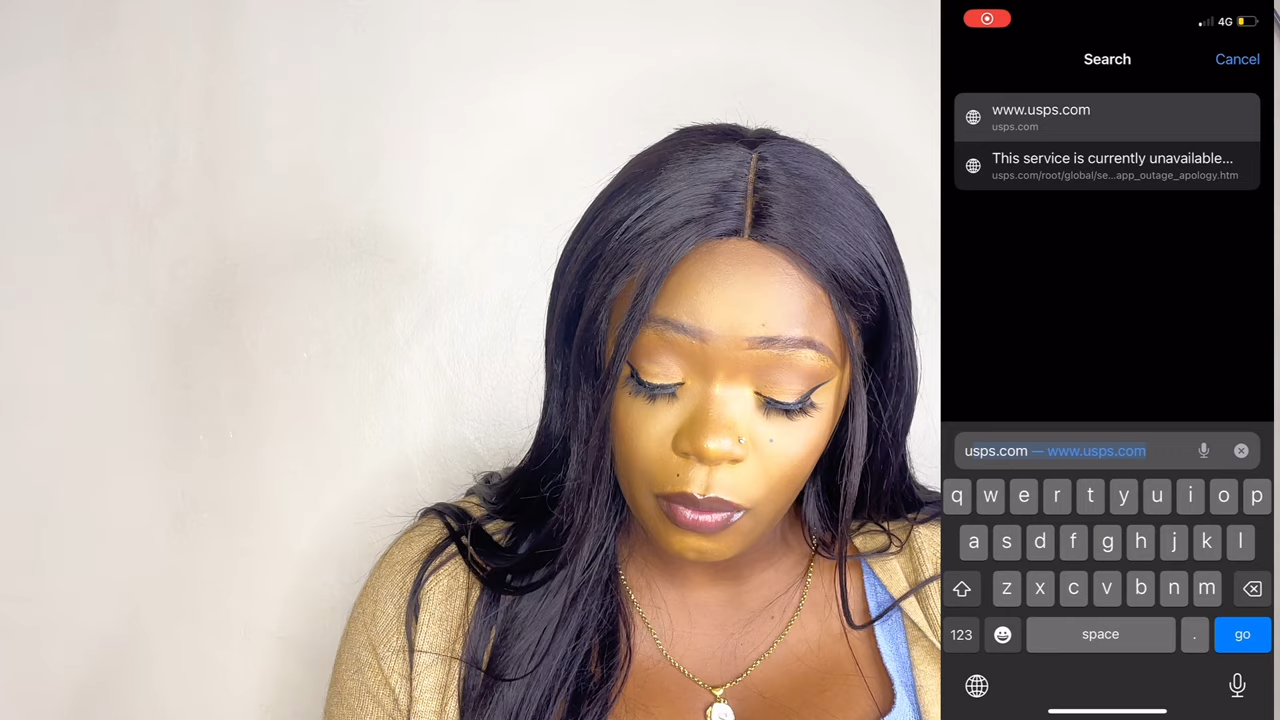 4G
Search
Cancel
www.usps.com
usps.com
This service is currently unavailable...
usps.com/root/global/se...app_outage_apology.htm
usps.com — www.usps.com
q w e r t y u i o p
a s d f g h j k l
z x c v b n m
123
space
.
go